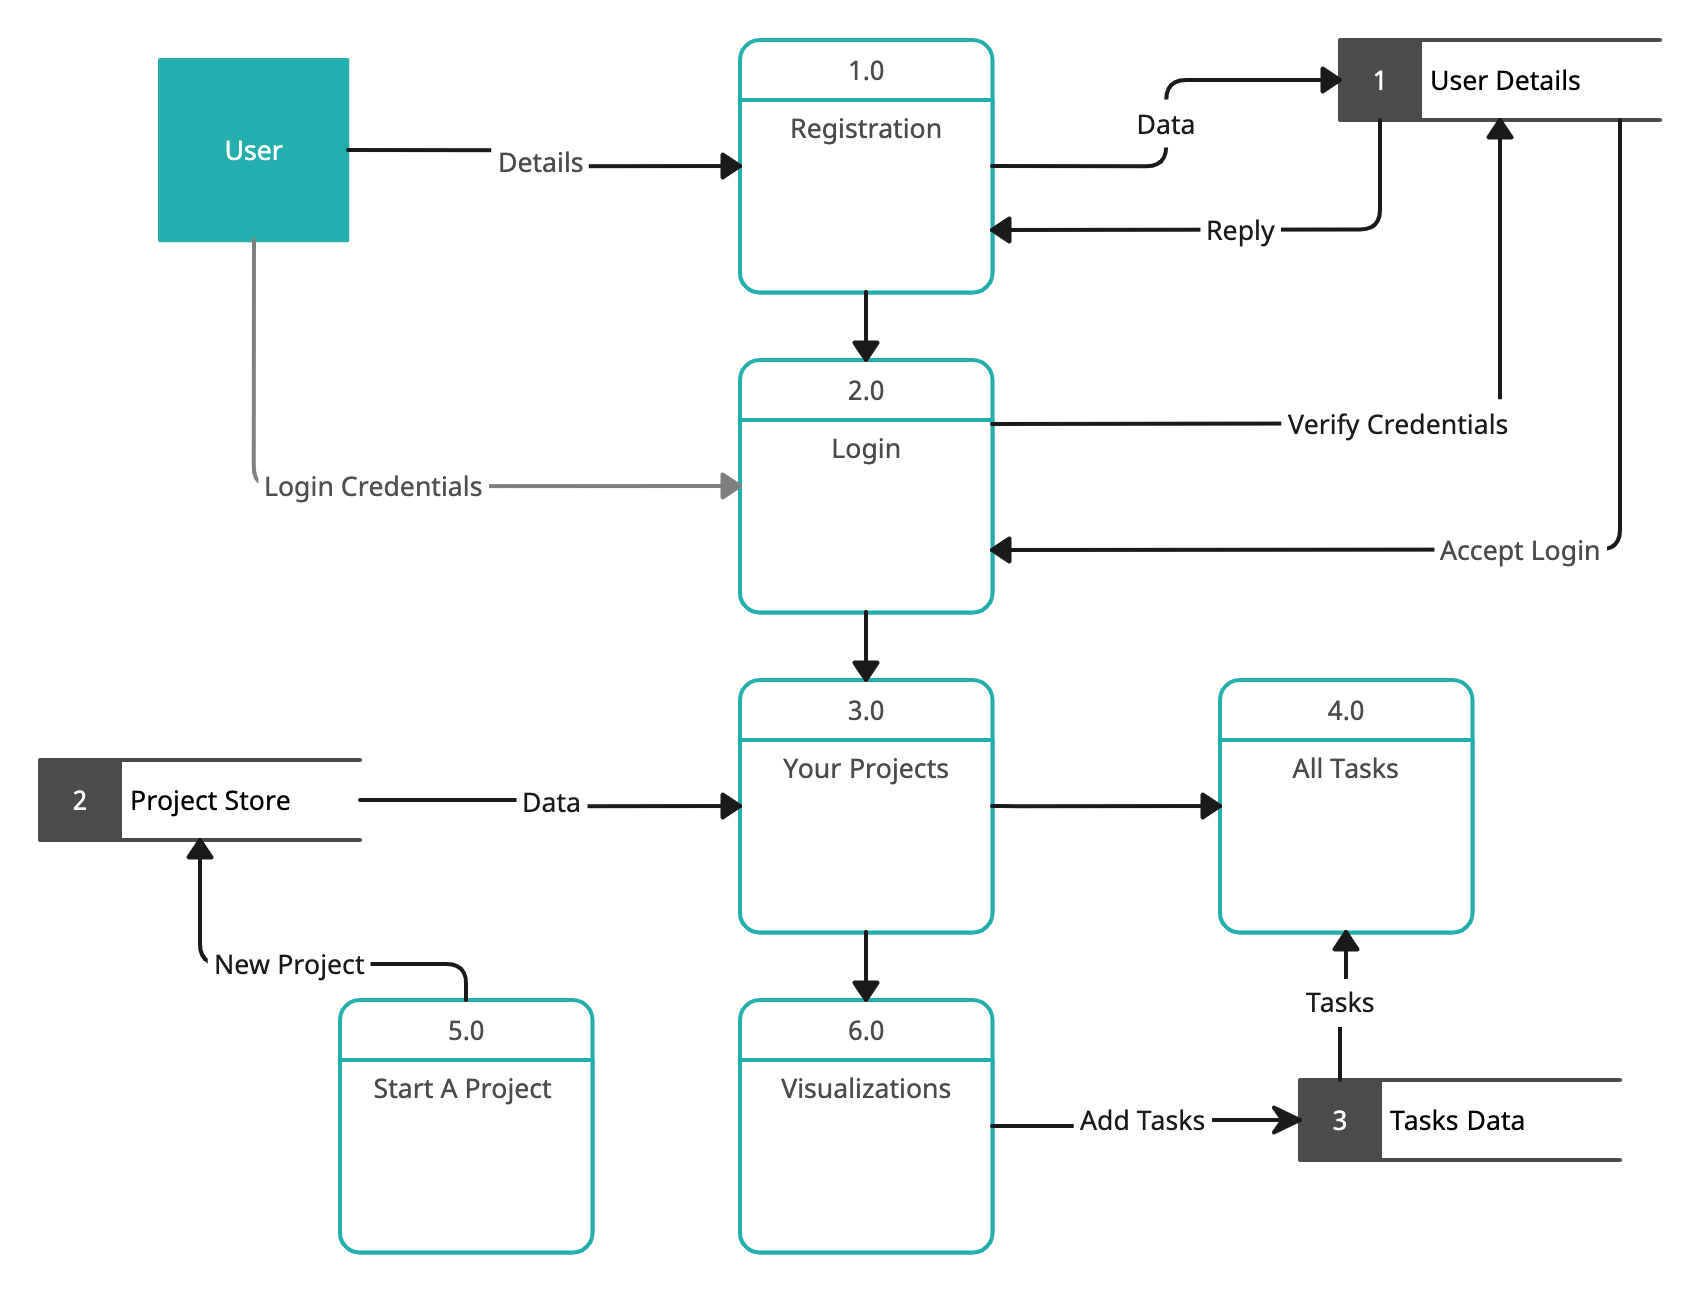 1.0
1
User Details
Data
Registration
User
Details
Reply
2.0
Verify Credentials
Login
Login Credentials
Accept Login
3.0
4.0
Your Projects
All Tasks
2
Project Store
Data
New Project
Tasks
5.0
6.0
Start A Project
Visualizations
Add Tasks
3
Tasks Data